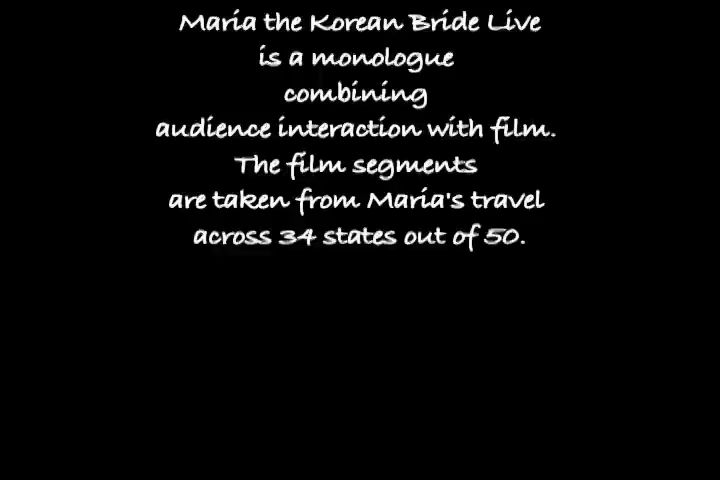 Maria the Korean Bride Live
is a monologue
combining
audience interaction with film.
The film segments
are taken from Maria's travel
across 34 states out of 50.